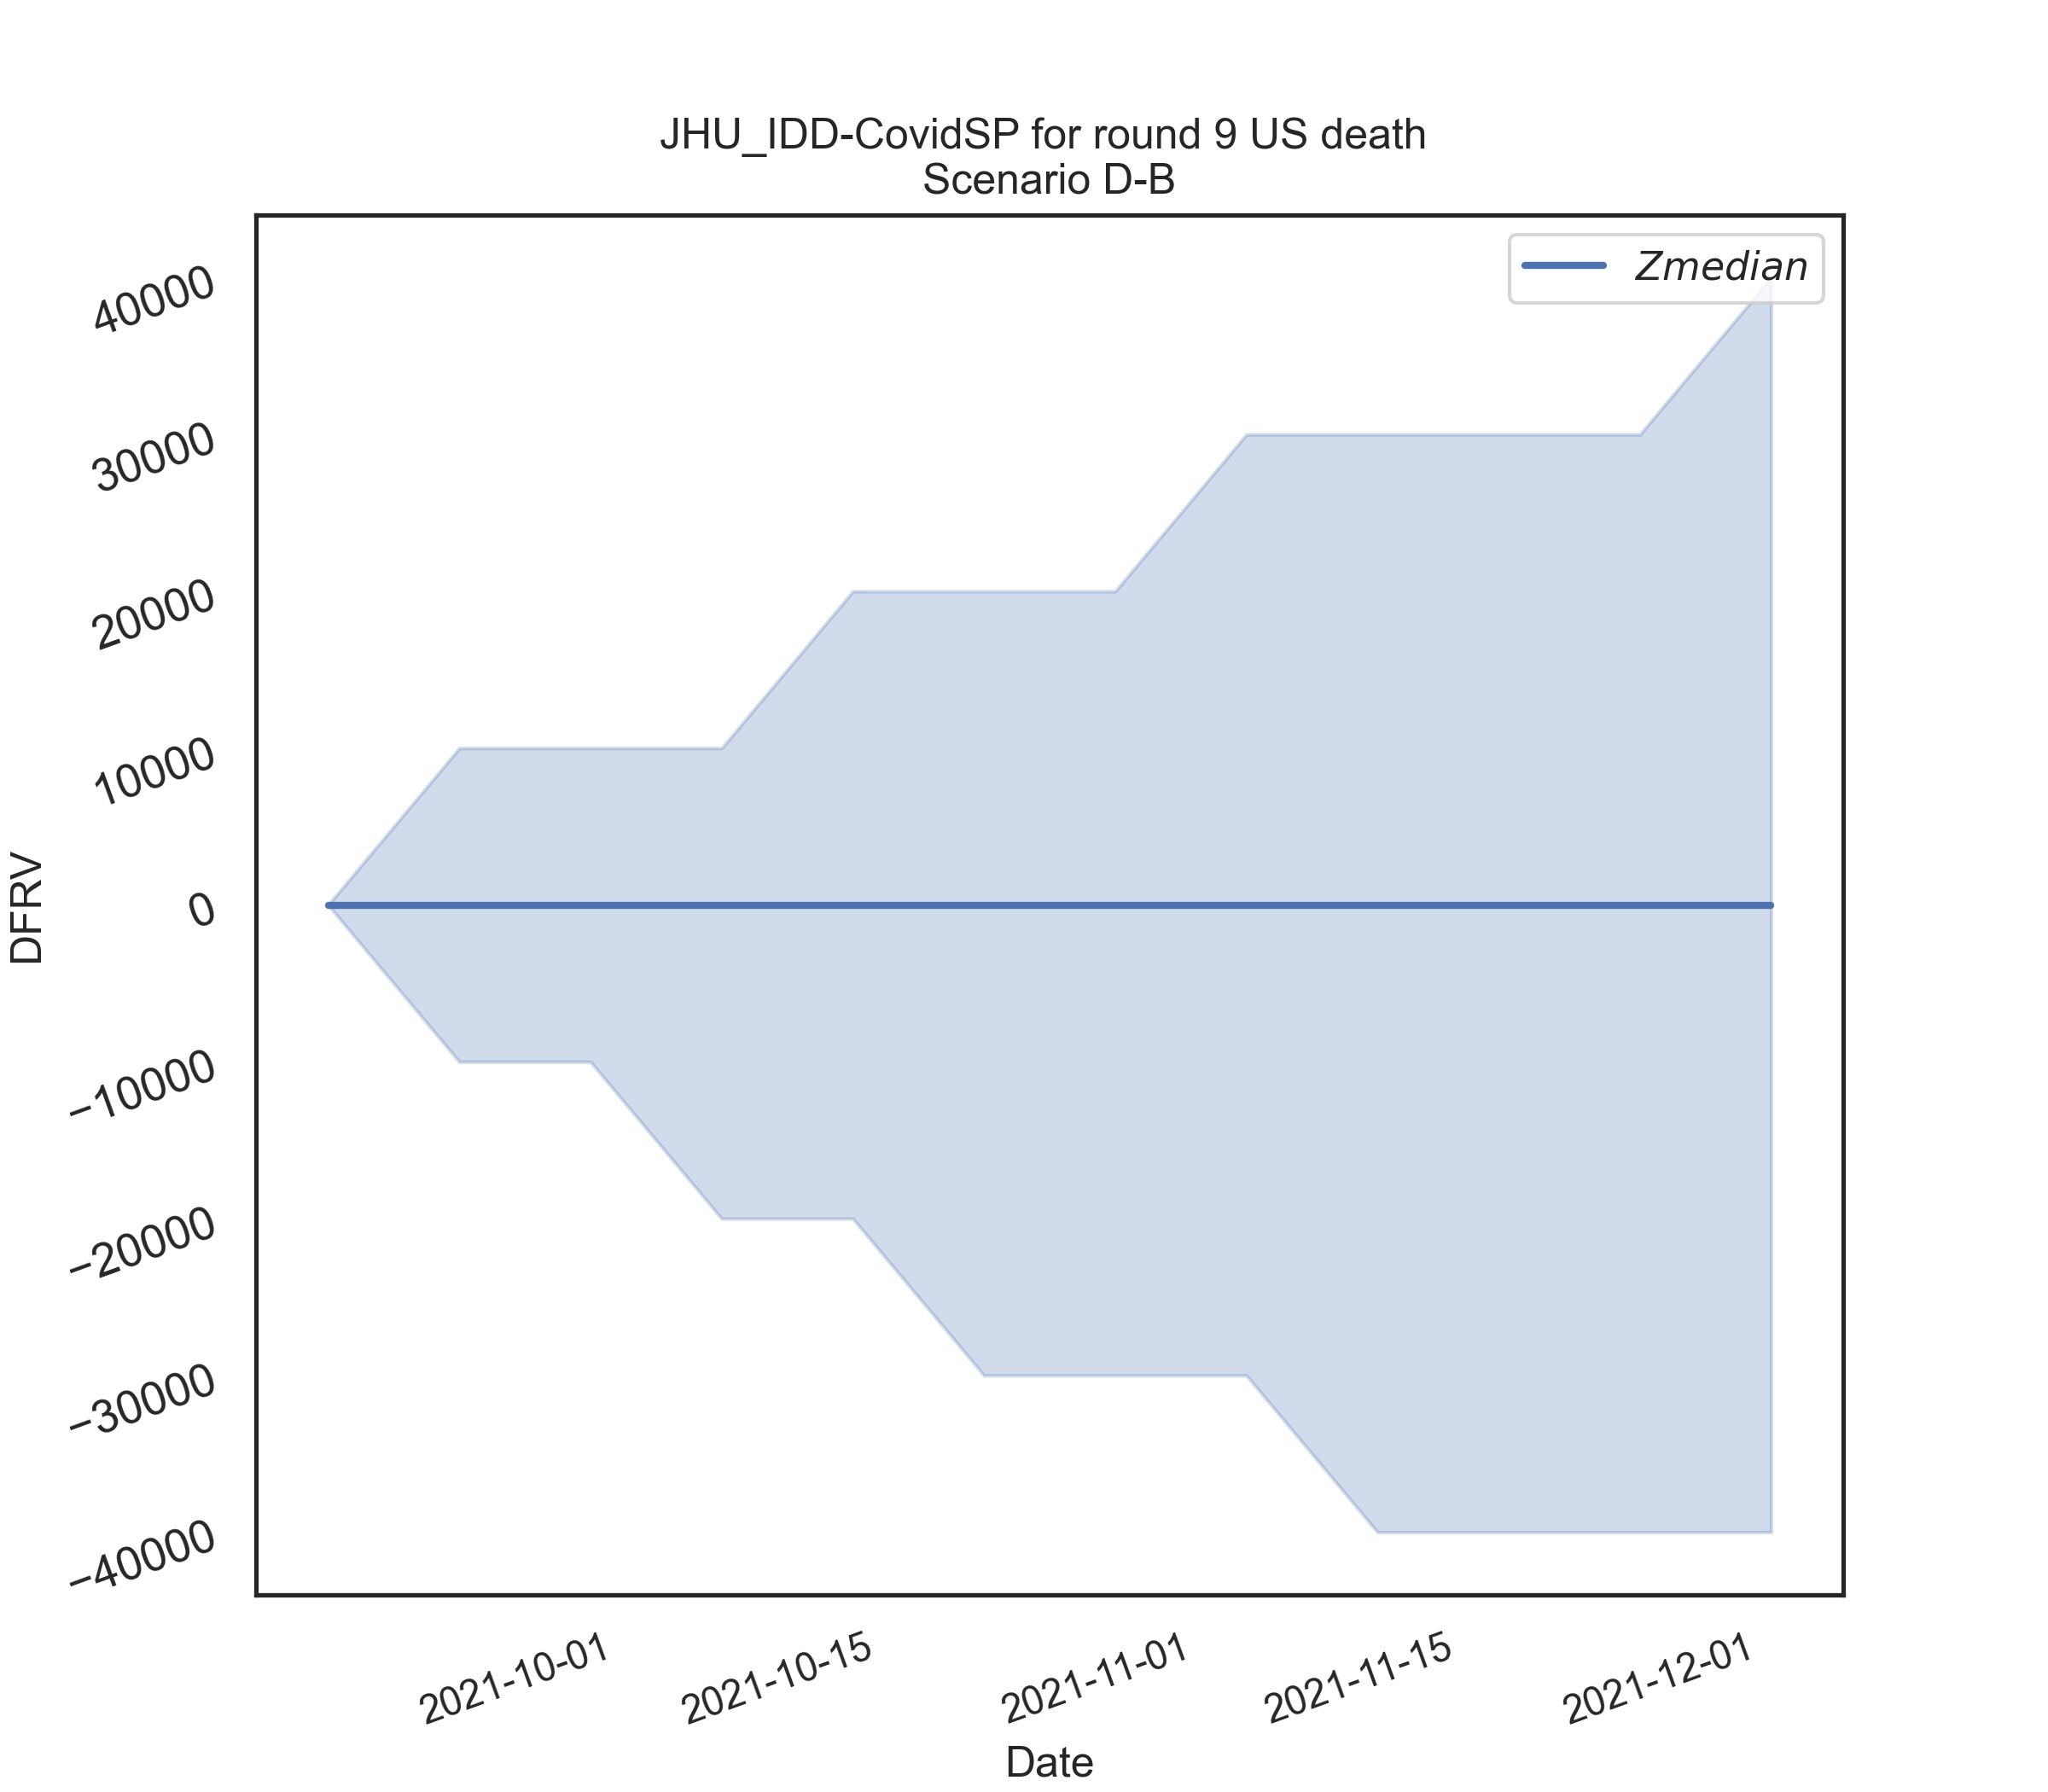 JHU_IDD-CovidSP for round 9 US death
Scenario D-B
Zmedian
40000
30000
20000
10000
0
−10000
−20000
−30000
−40000
DFRV
2021-10-01
2021-10-15
2021-11-01
2021-11-15
2021-12-01
Date